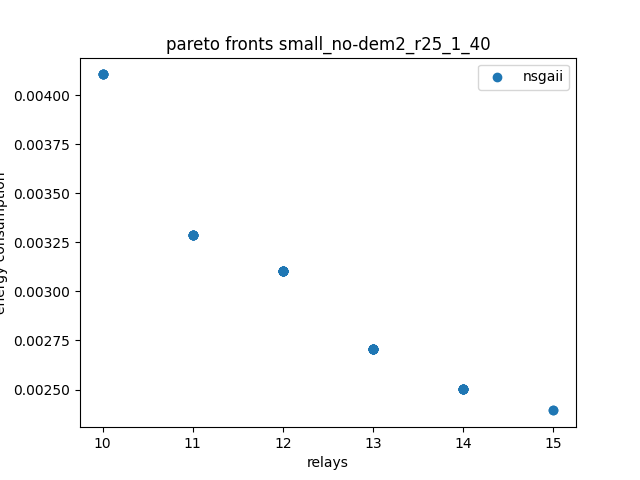 pareto fronts small_no-dem2_r25_1_40
nsgaii
0.00400
0.00375
0.00350
0.00325
0.00300
0.00275
0.00250
energy consumption
10 11 12 13 14 15
relays